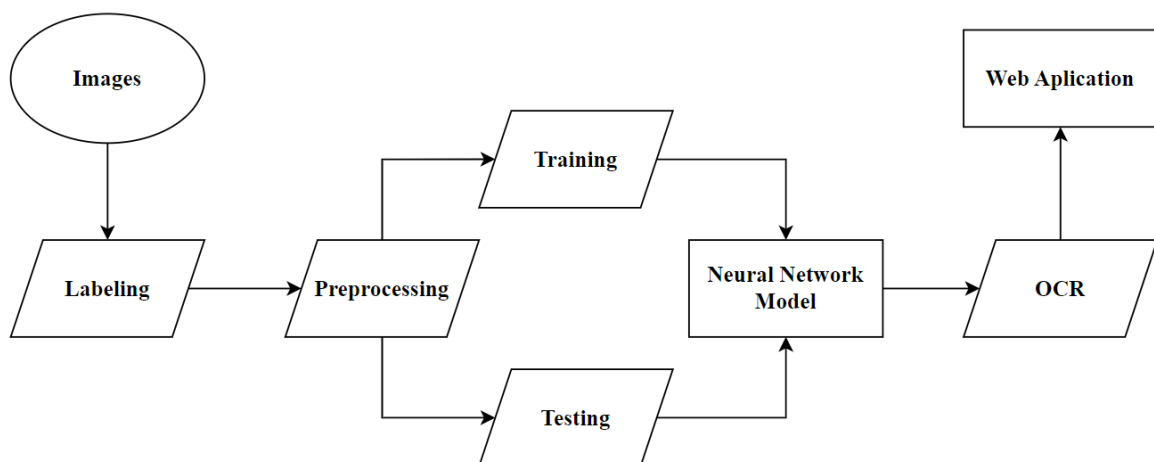 Images
Web Aplication
Training
Labeling
Preprocessing
Neural Network
Model
OCR
Testing